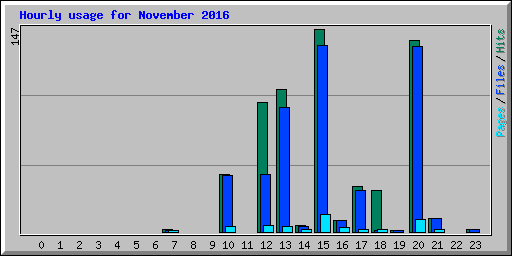 Hourly usage for November 2016
147
Pages/Files/Hits
0 1 2 3 4 5 6 7 8 9 10 11 12 13 14 15 16 17 18 19 20 21 22 23